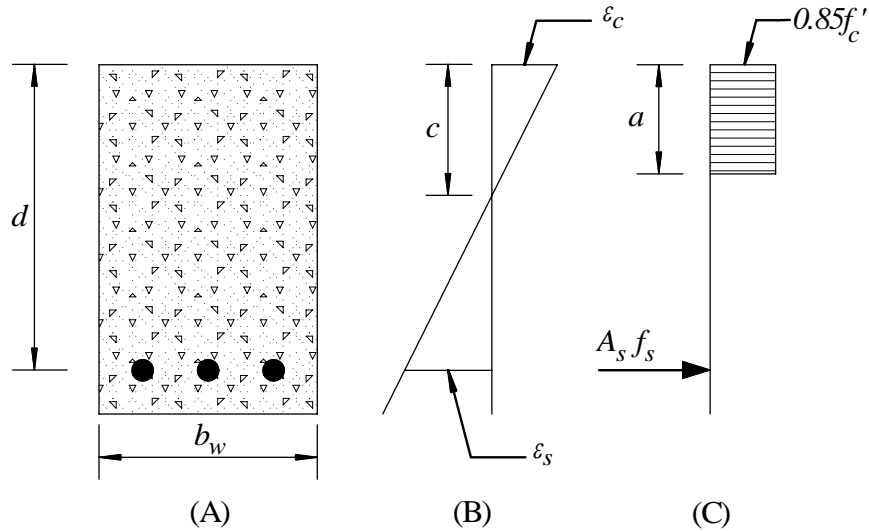 ε_c
0.85f_c'
d
c
a
A_s f_s
b_w
ε_s
(A)
(B)
(C)